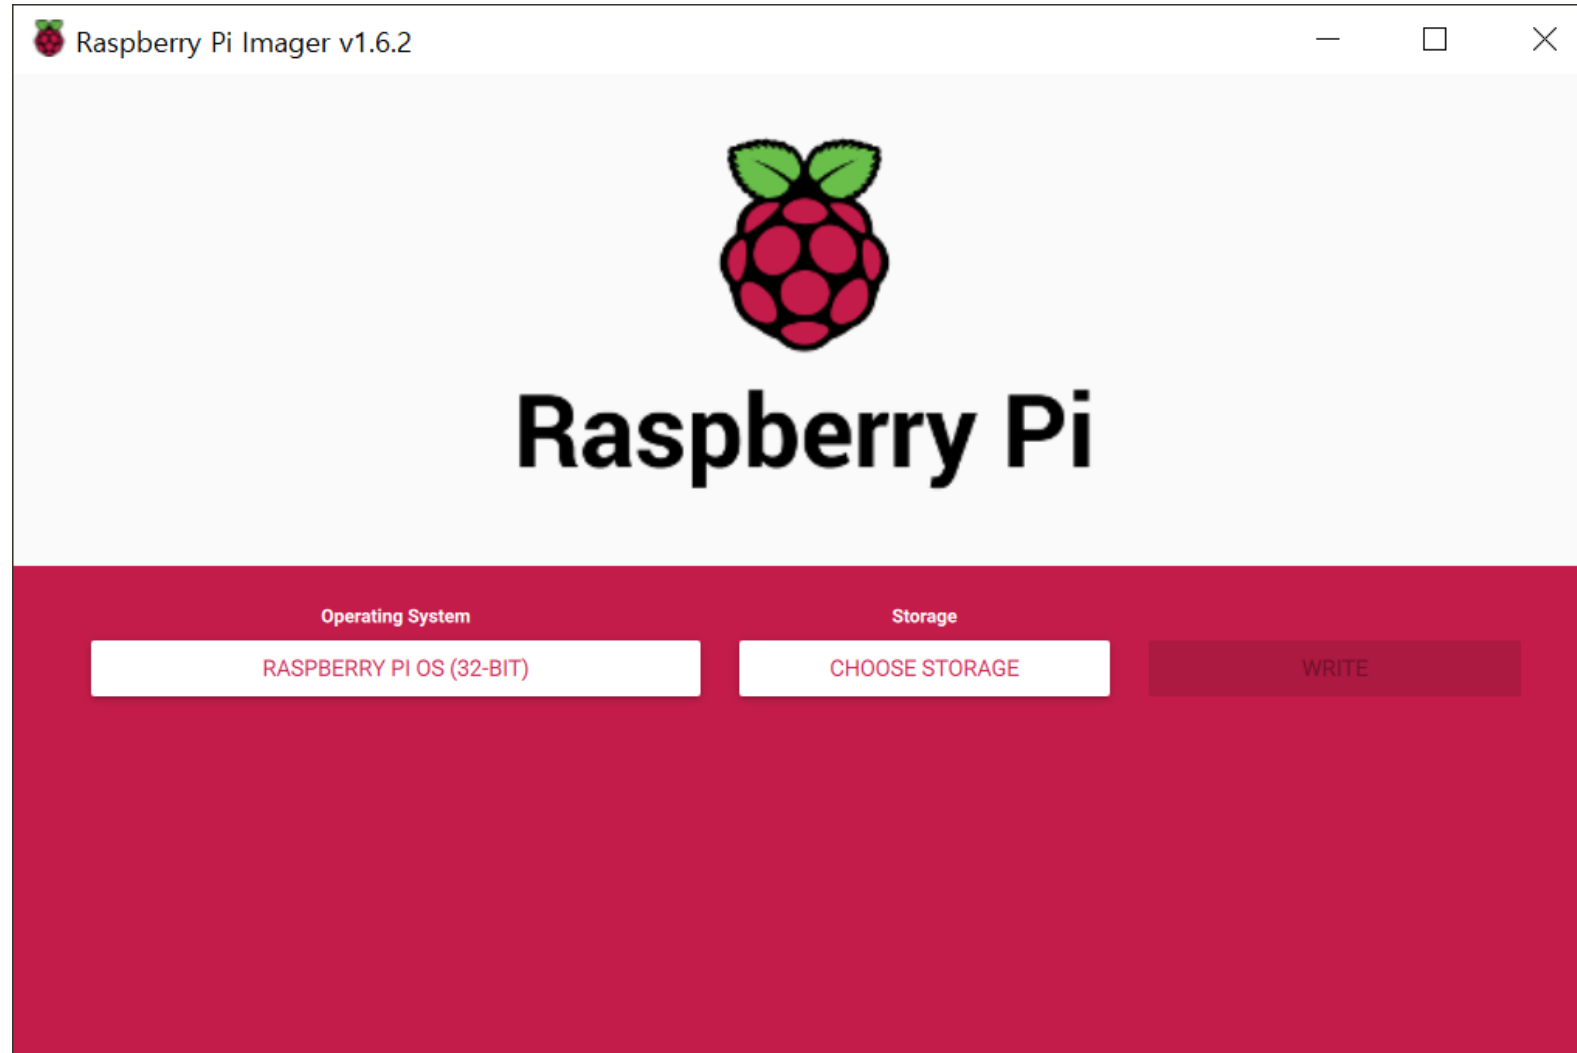 Raspberry Pi Imager v1.6.2
Raspberry Pi
Operating System
Storage
RASPBERRY PI OS (32-BIT)
CHOOSE STORAGE
WRITE